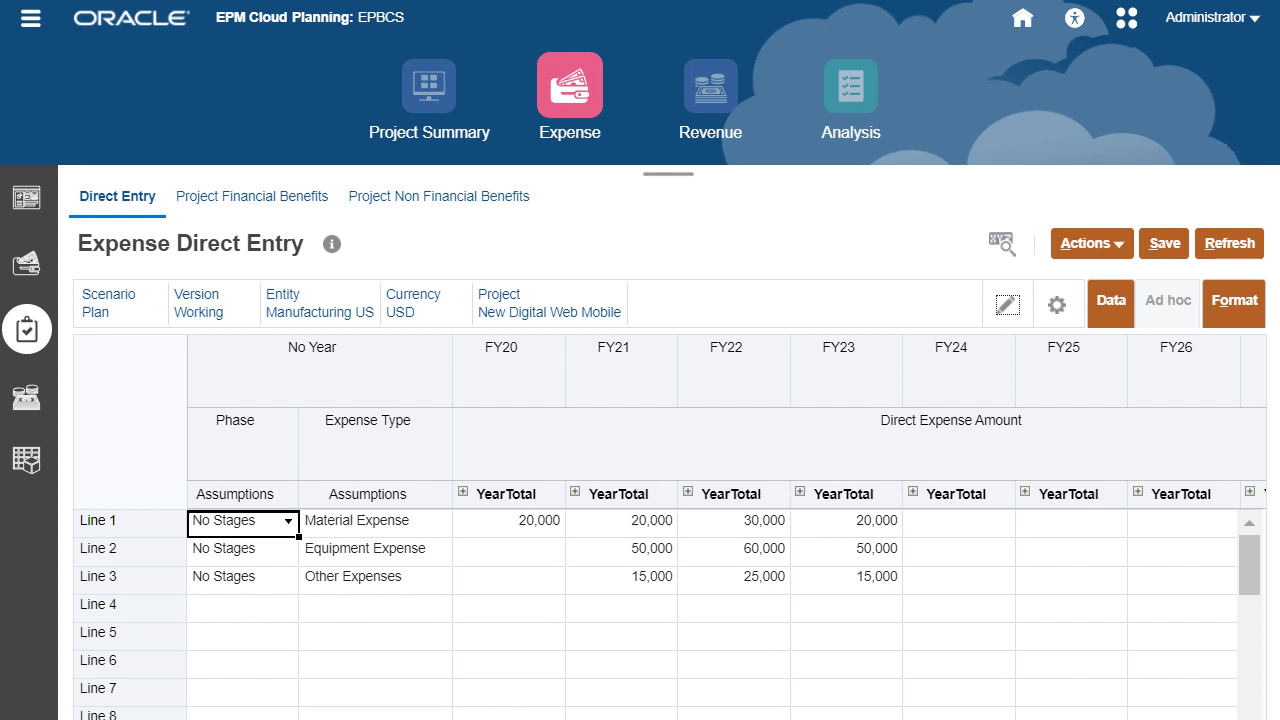 ORACLE EPM Cloud Planning: EPBCS Administrator
Project Summary Expense Revenue Analysis
Direct Entry Project Financial Benefits Project Non Financial Benefits
Expense Direct Entry Actions Save Refresh
Scenario Version Entity Currency Project
Plan Working Manufacturing US USD New Digital Web Mobile
Data Ad hoc Format
No Year FY20 FY21 FY22 FY23 FY24 FY25 FY26
Phase Expense Type Direct Expense Amount
Assumptions Assumptions YearTotal YearTotal YearTotal YearTotal YearTotal YearTotal YearTotal
Line 1 No Stages Material Expense 20,000 20,000 30,000 20,000
Line 2 No Stages Equipment Expense 50,000 60,000 50,000
Line 3 No Stages Other Expenses 15,000 25,000 15,000
Line 4
Line 5
Line 6
Line 7
Line 8